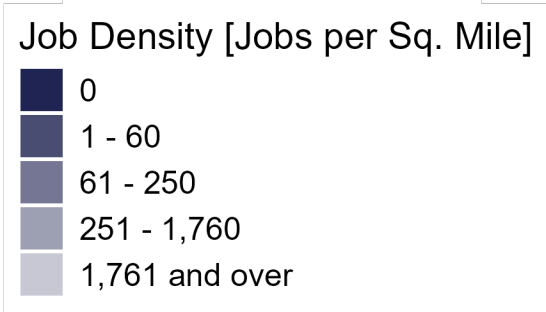 Job Density [Jobs per Sq. Mile]
0
1 - 60
61 - 250
251 - 1,760
1,761 and over